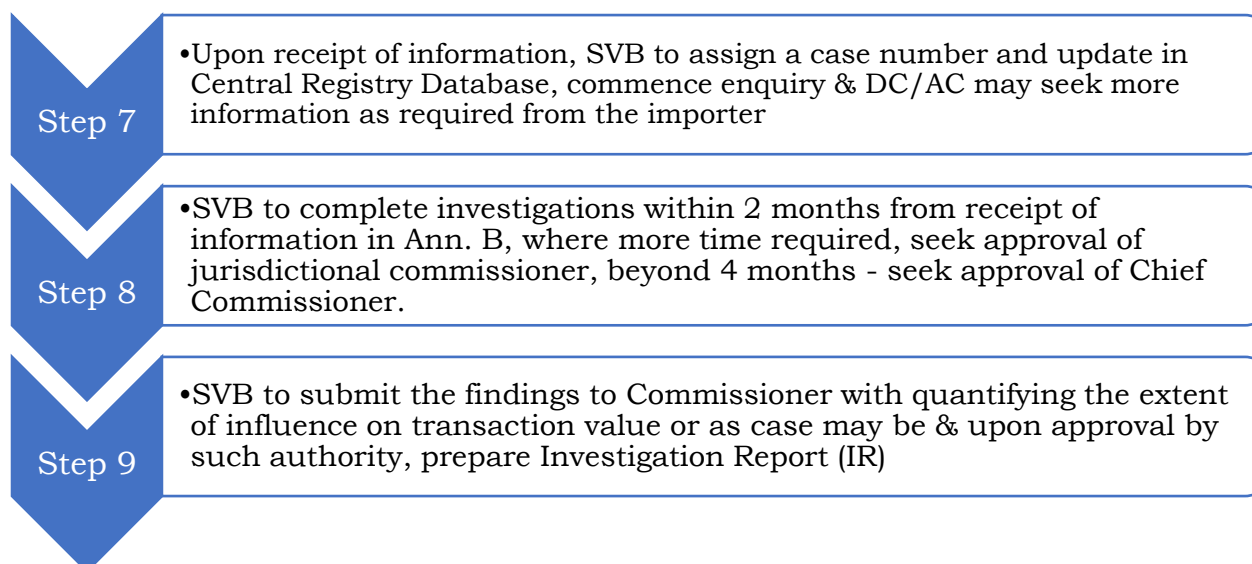 Step 7
•Upon receipt of information, SVB to assign a case number and update in
Central Registry Database, commence enquiry & DC/AC may seek more
information as required from the importer
Step 8
•SVB to complete investigations within 2 months from receipt of
information in Ann. B, where more time required, seek approval of
jurisdictional commissioner, beyond 4 months - seek approval of Chief
Commissioner.
Step 9
•SVB to submit the findings to Commissioner with quantifying the extent
of influence on transaction value or as case may be & upon approval by
such authority, prepare Investigation Report (IR)